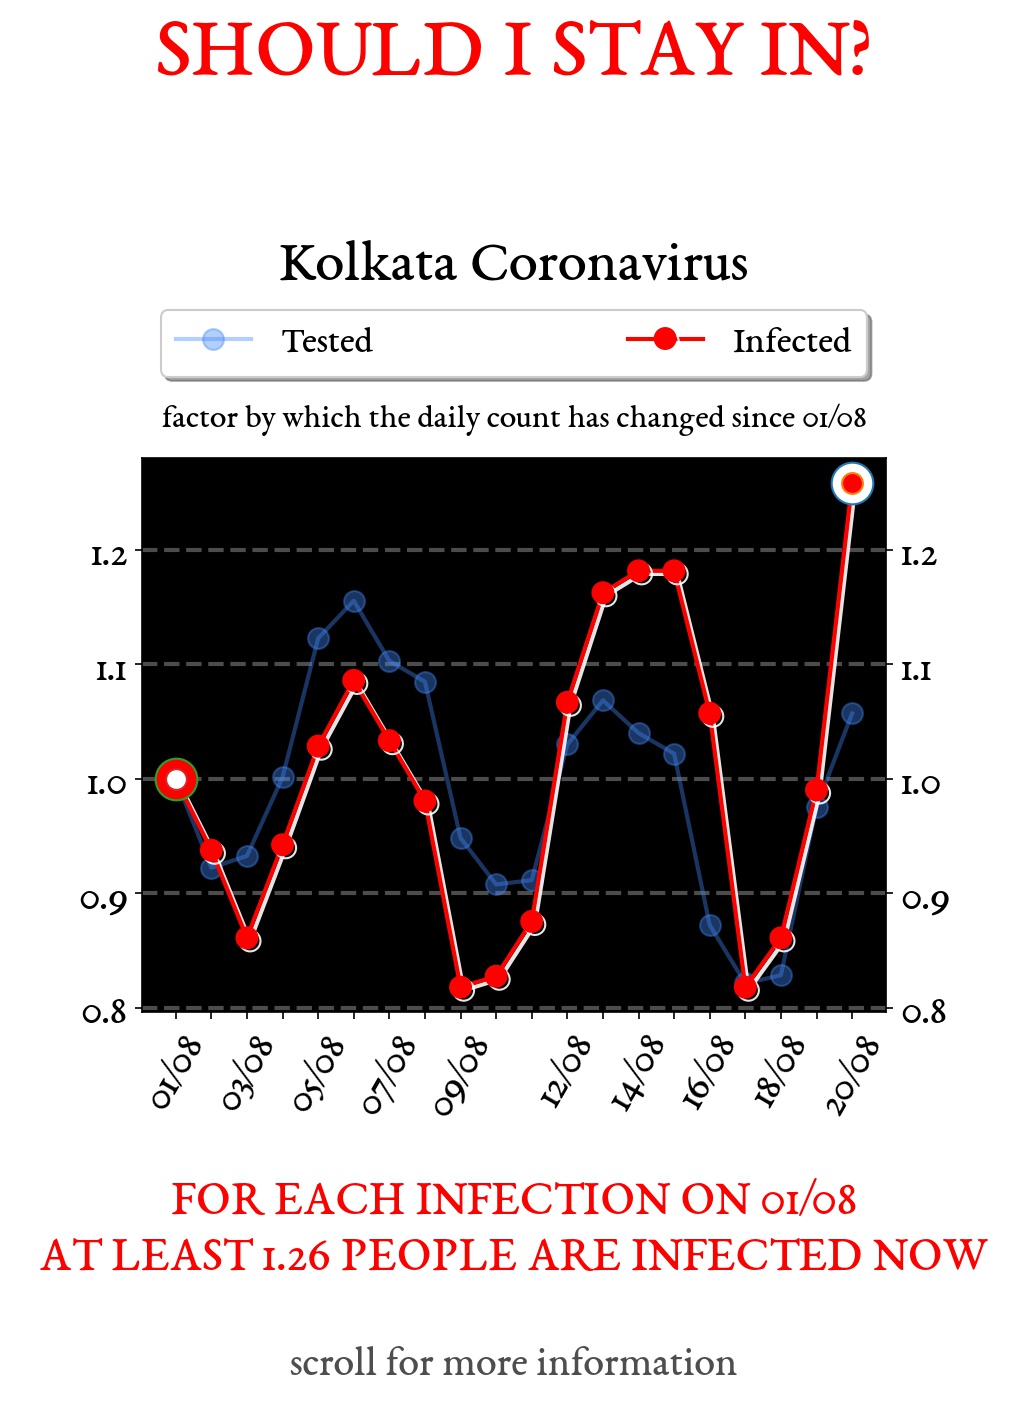 SHOULD I STAY IN?
Kolkata Coronavirus
Tested Infected
factor by which the daily count has changed since 01/08
1.2 1.2
1.1 1.1
1.0 1.0
0.9 0.9
0.8 0.8
01/08 03/08 05/08 07/08 09/08 12/08 14/08 16/08 18/08 20/08
FOR EACH INFECTION ON 01/08
AT LEAST 1.26 PEOPLE ARE INFECTED NOW
scroll for more information